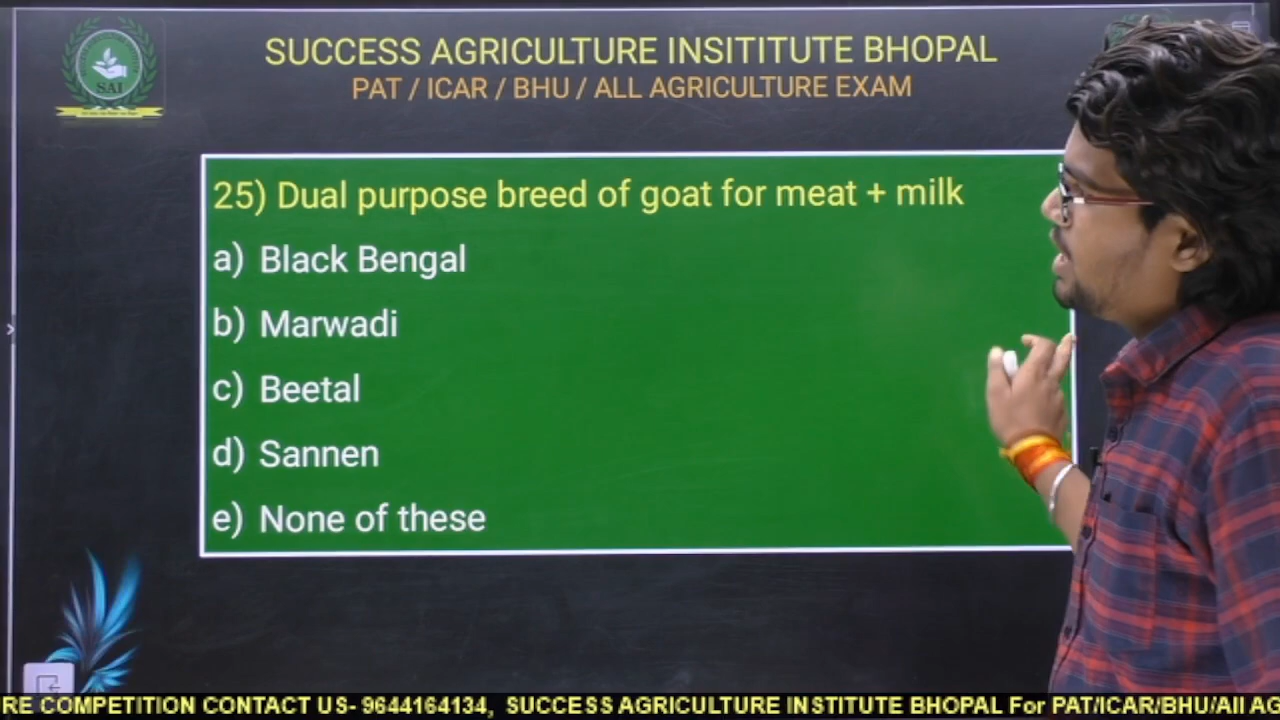 SAI
SUCCESS AGRICULTURE INSITITUTE BHOPAL
PAT / ICAR / BHU / ALL AGRICULTURE EXAM
25) Dual purpose breed of goat for meat + milk
a) Black Bengal
b) Marwadi
c) Beetal
d) Sannen
e) None of these
RE COMPETITION CONTACT US- 9644164134, SUCCESS AGRICULTURE INSTITUTE BHOPAL For PAT/ICAR/BHU/All AG